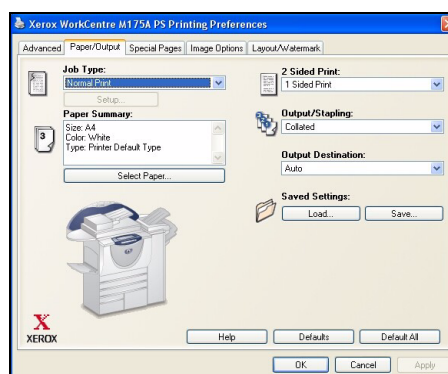 Xerox WorkCentre M175A PS Printing Preferences
Advanced Paper/Output Special Pages Image Options Layout/Watermark
Job Type:
Normal Print
Setup...
Paper Summary:
3
Size: A4
Color: White
Type: Printer Default Type
Select Paper...
2 Sided Print:
1 Sided Print
Output/Stapling:
Collated
Output Destination:
Auto
Saved Settings:
Load... Save...
X
XEROX
Help Defaults Default All
OK Cancel Apply